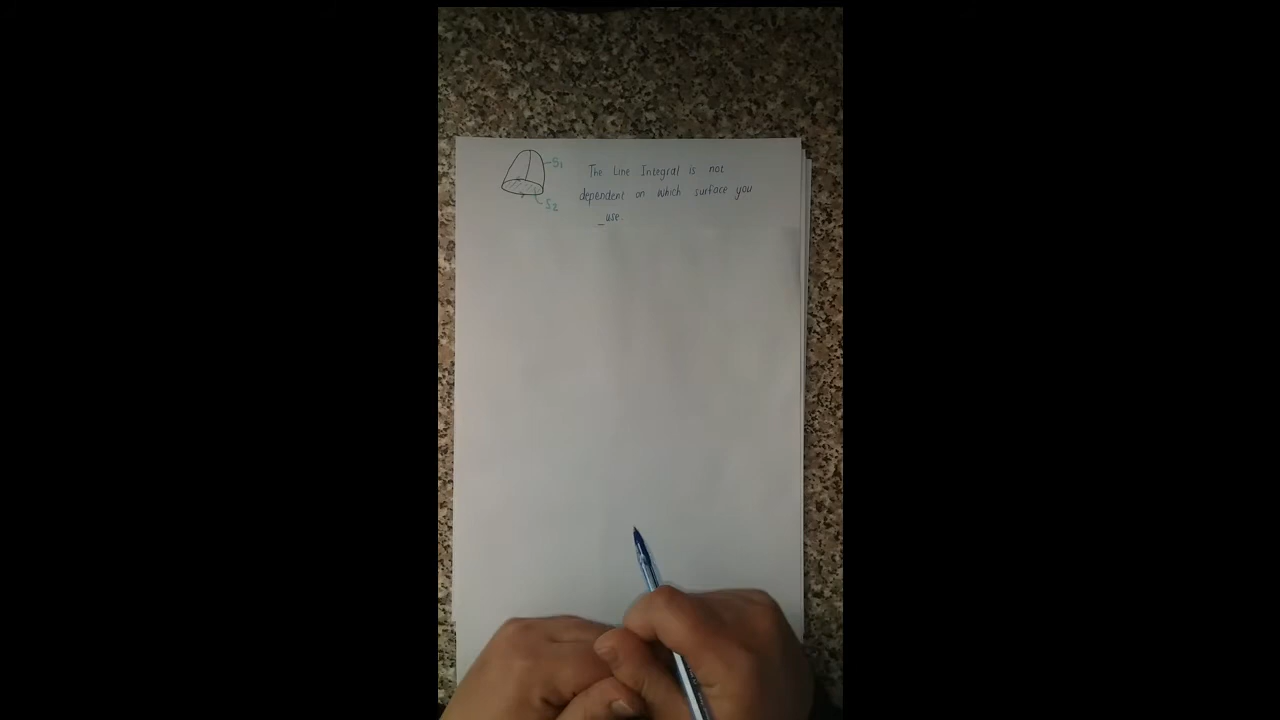 S1
The Line Integral is not
dependent on which surface you
use.
S2